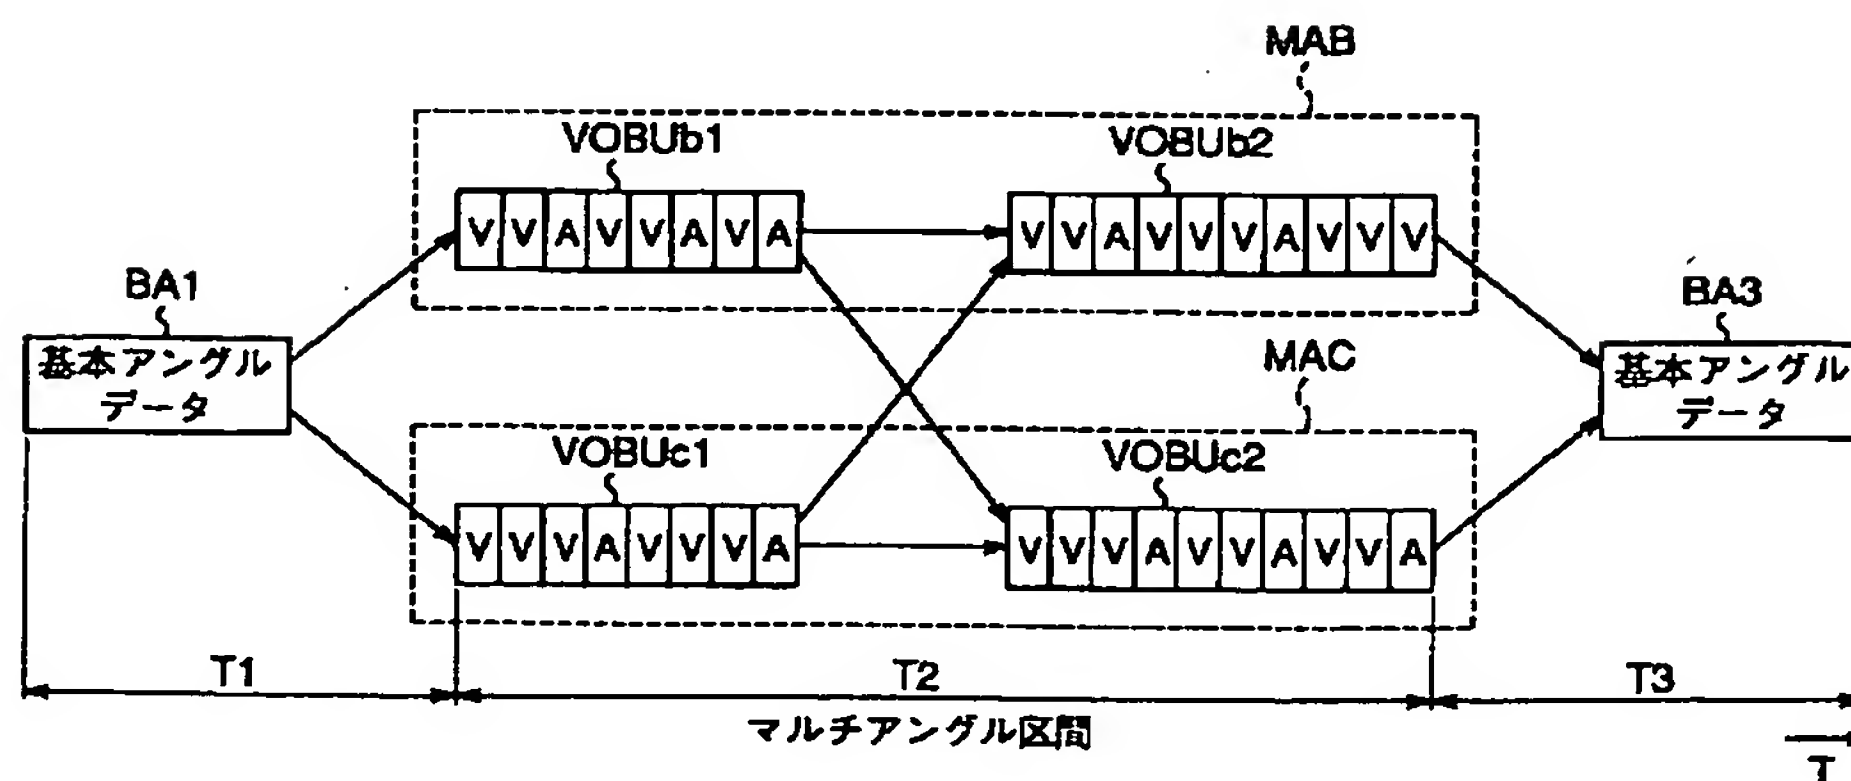 MAB
VOBUb1
VOBUb2
V V A V V A V A
V V A V V V A V V V
BA1
基本アングル
データ
BA3
基本アングル
データ
MAC
VOBUc1
VOBUc2
V V V A V V V A
V V V A V V A V V A
T1
T2
T3
マルチアングル区間
T